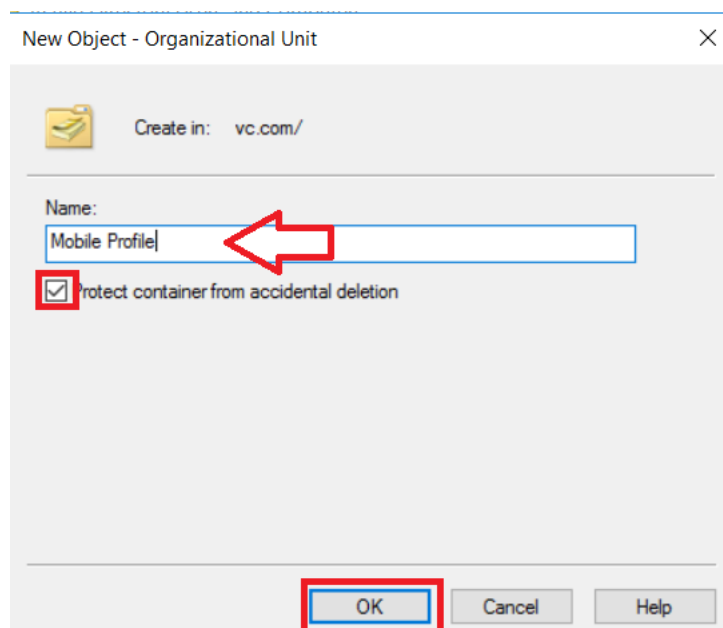 New Object - Organizational Unit
Create in: vc.com/
Name:
Mobile Profile
Protect container from accidental deletion
OK Cancel Help